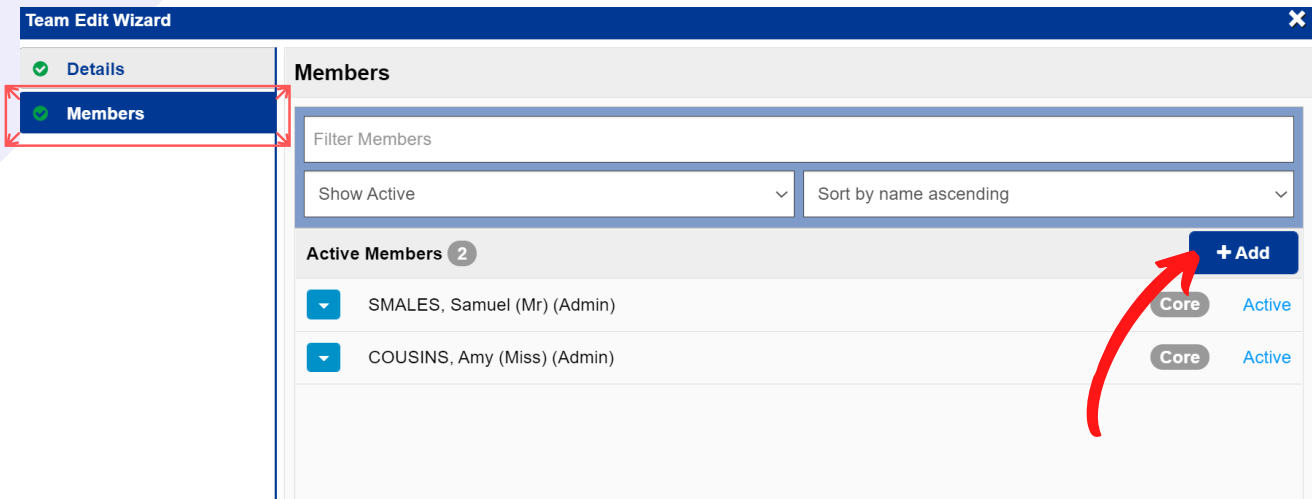 Team Edit Wizard
Details
Members
Members
Filter Members
Show Active
Sort by name ascending
Active Members 2
+ Add
SMALES, Samuel (Mr) (Admin) Core Active
COUSINS, Amy (Miss) (Admin) Core Active